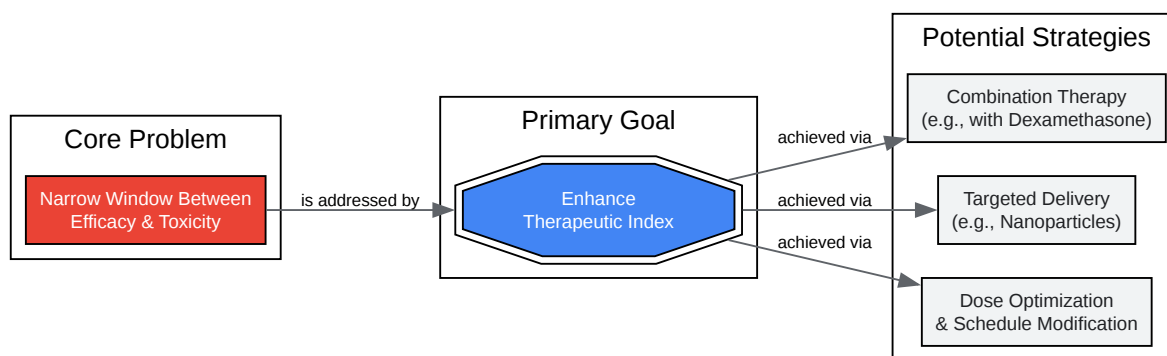 Potential Strategies
Combination Therapy
(e.g., with Dexamethasone)
Primary Goal
achieved via
Core Problem
Narrow Window Between
Efficacy & Toxicity
is addressed by
Enhance
Therapeutic Index
achieved via
Targeted Delivery
(e.g., Nanoparticles)
achieved via
Dose Optimization
& Schedule Modification